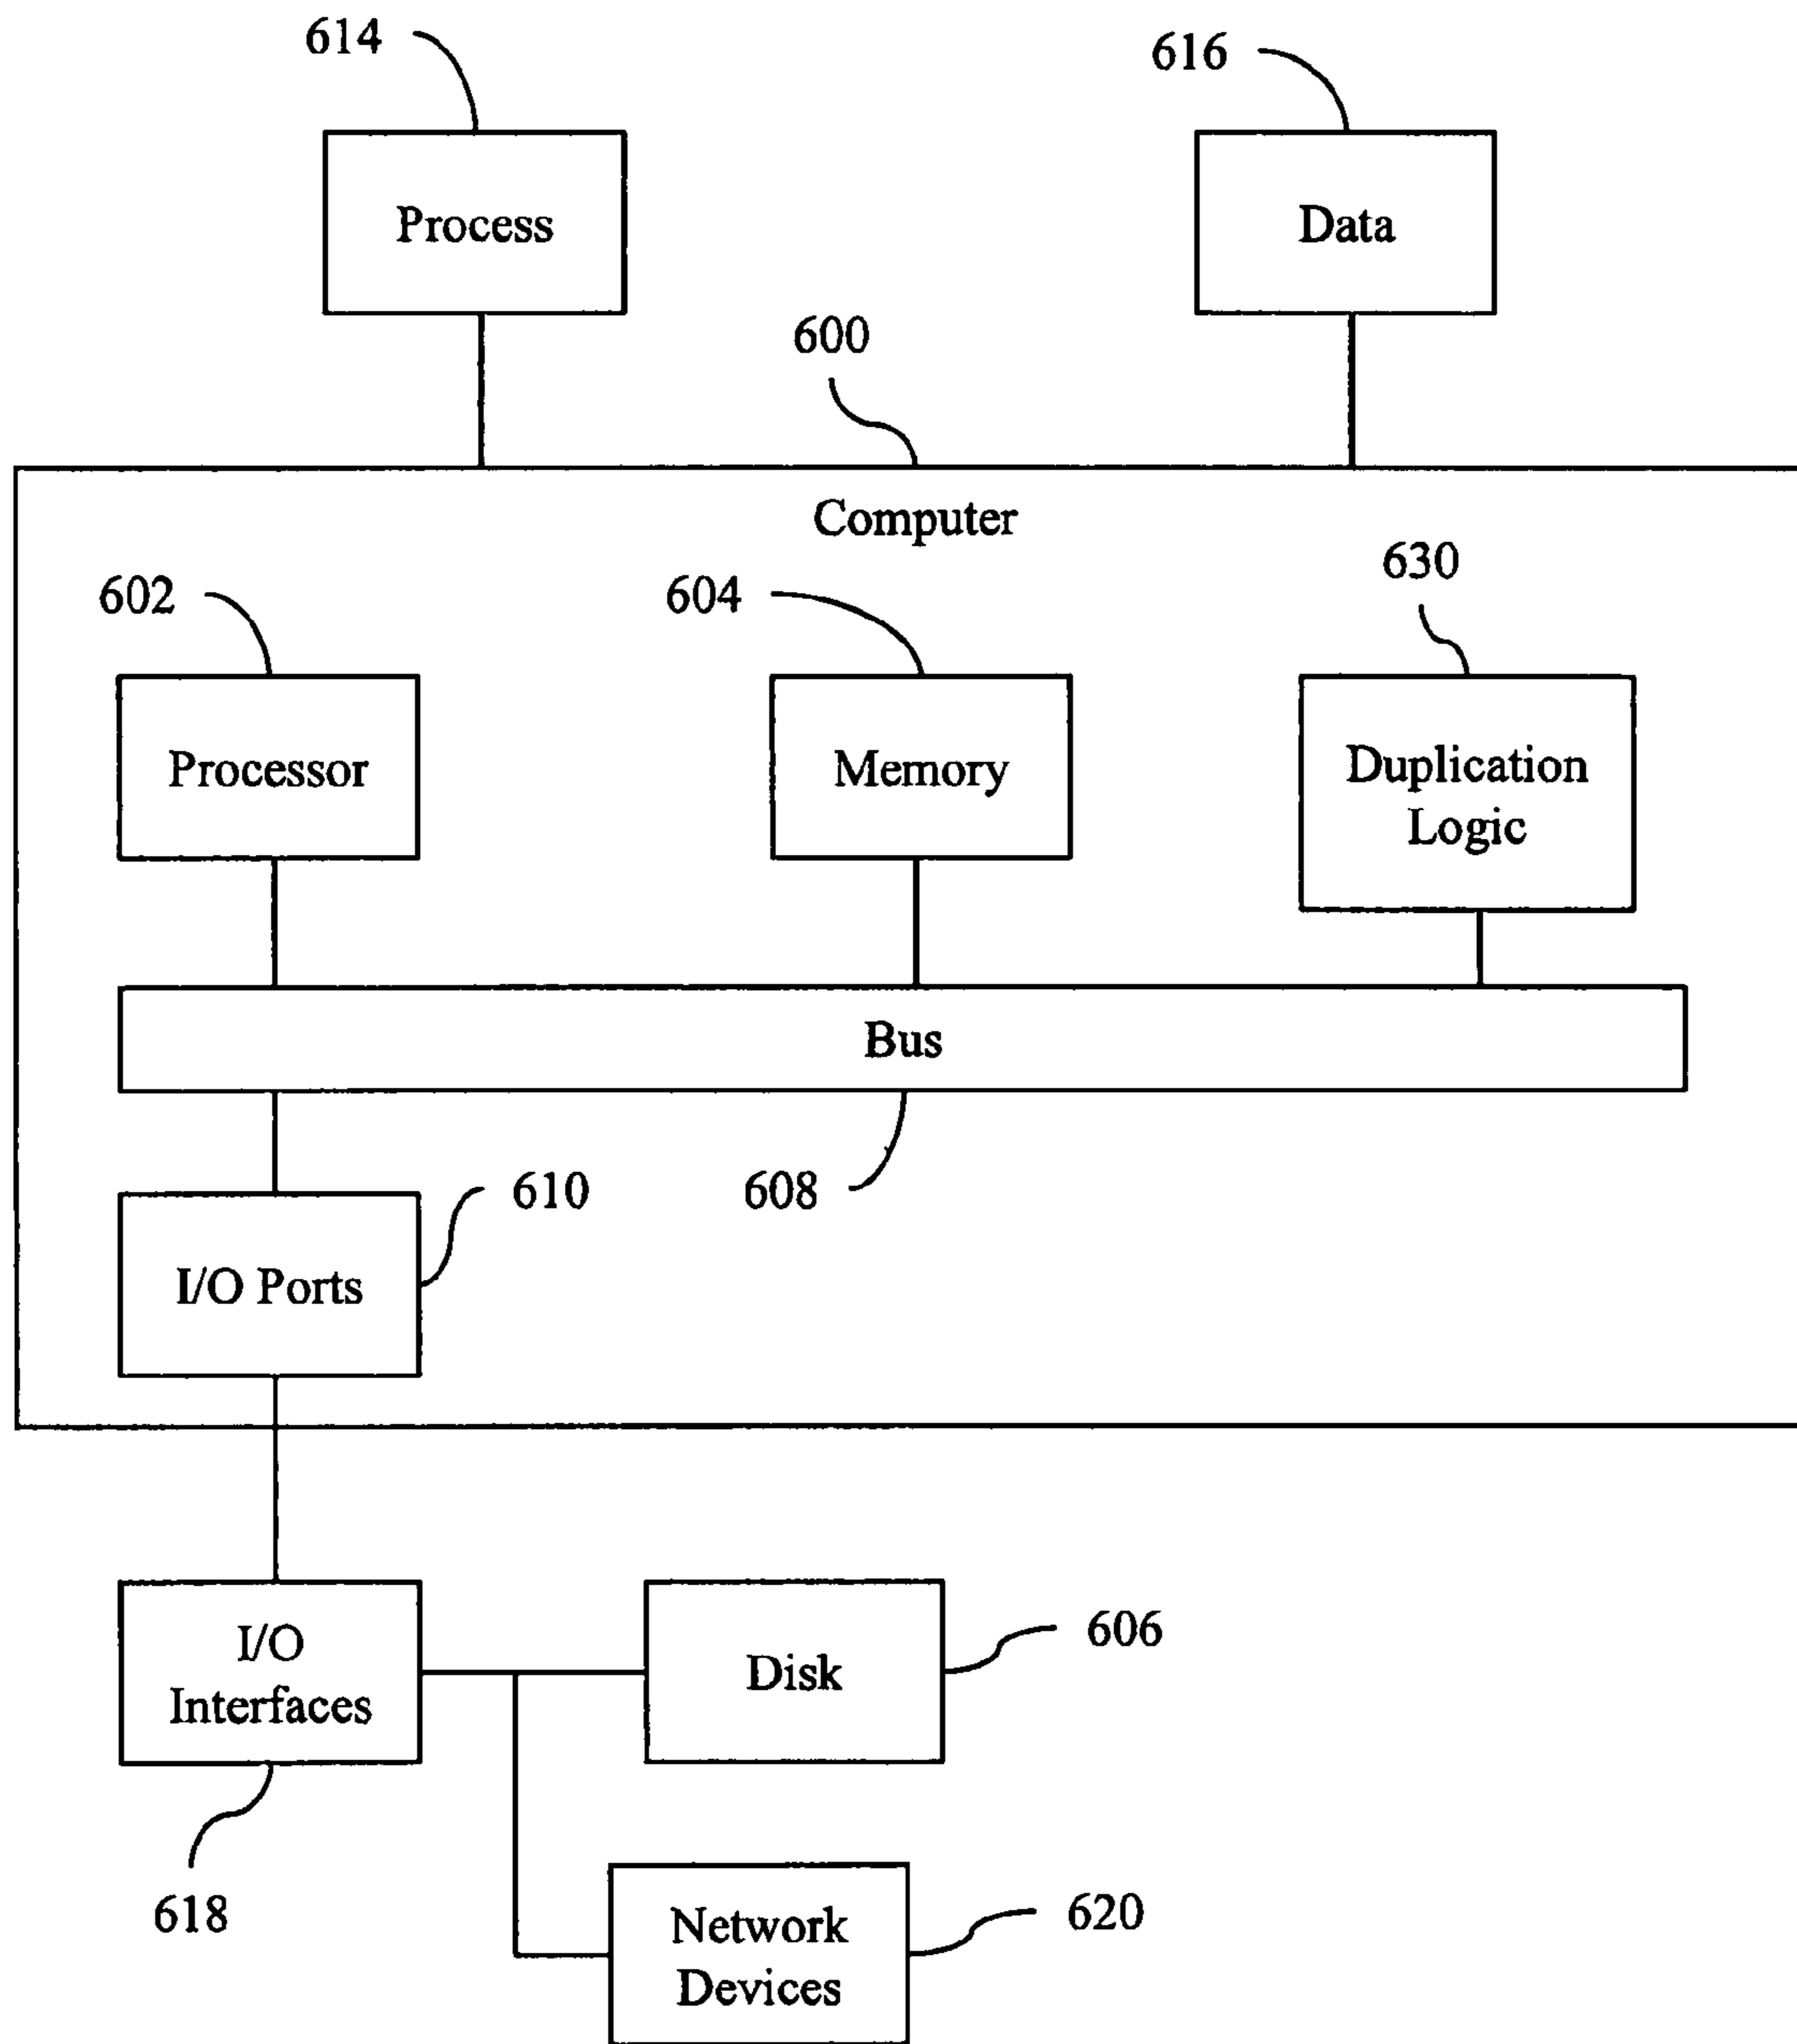 614
616
Process
Data
600
Computer
602
604
630
Processor
Memory
Duplication
Logic
Bus
610
608
I/O Ports
I/O
Interfaces
Disk
606
618
Network
Devices
620